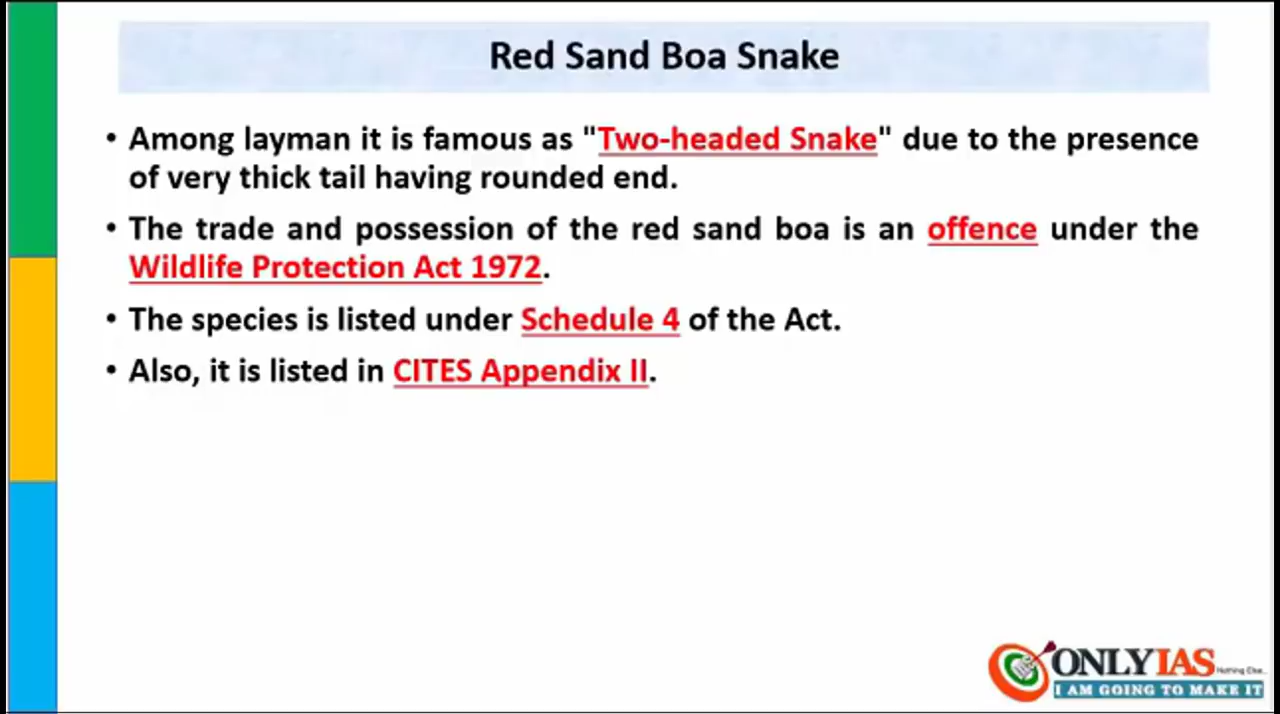 Red Sand Boa Snake
• Among layman it is famous as "Two-headed Snake" due to the presence
of very thick tail having rounded end.
• The trade and possession of the red sand boa is an offence under the
Wildlife Protection Act 1972.
• The species is listed under Schedule 4 of the Act.
• Also, it is listed in CITES Appendix II.
ONLYIAS Nothing Else..
I AM GOING TO MAKE IT